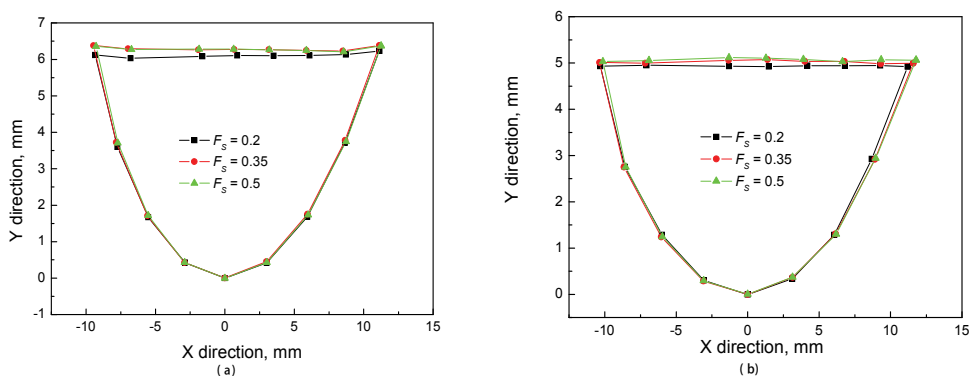 (a)
7
6
5
4
3
2
1
0
-1
Y direction, mm
F_S = 0.2
F_S = 0.35
F_S = 0.5
-10 -5 0 5 10 15
X direction, mm
(a)
(b)
6
5
4
3
2
1
0
Y direction, mm
F_S = 0.2
F_S = 0.35
F_S = 0.5
-10 -5 0 5 10 15
X direction, mm
(b)